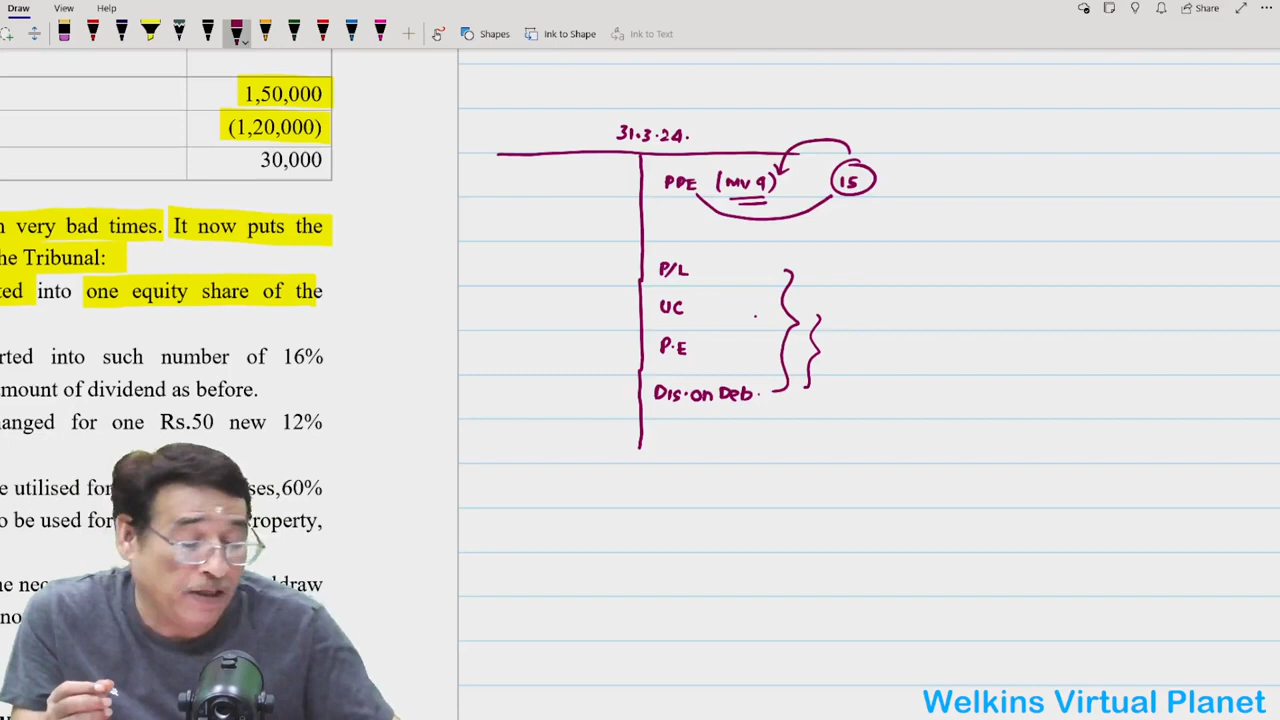 Draw View Help Share
Shapes Ink to Shape Ink to Text
1,50,000
(1,20,000)
30,000
very bad times. It now puts the
he Tribunal:
ted into one equity share of the
rted into such number of 16%
amount of dividend as before.
anged for one Rs.50 new 12%
e utilised for ses,60%
o be used for roperty,
ne nec draw
no
31.3.24.
PPE (MV 9) 15
P/L
UC
P.E
Dis.on Deb.
Welkins Virtual Planet